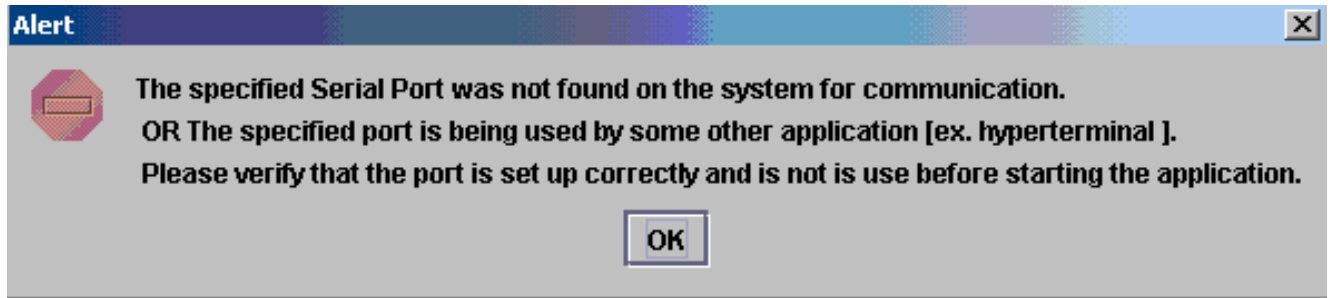 Alert
The specified Serial Port was not found on the system for communication.
OR The specified port is being used by some other application [ex. hyperterminal ].
Please verify that the port is set up correctly and is not is use before starting the application.
OK